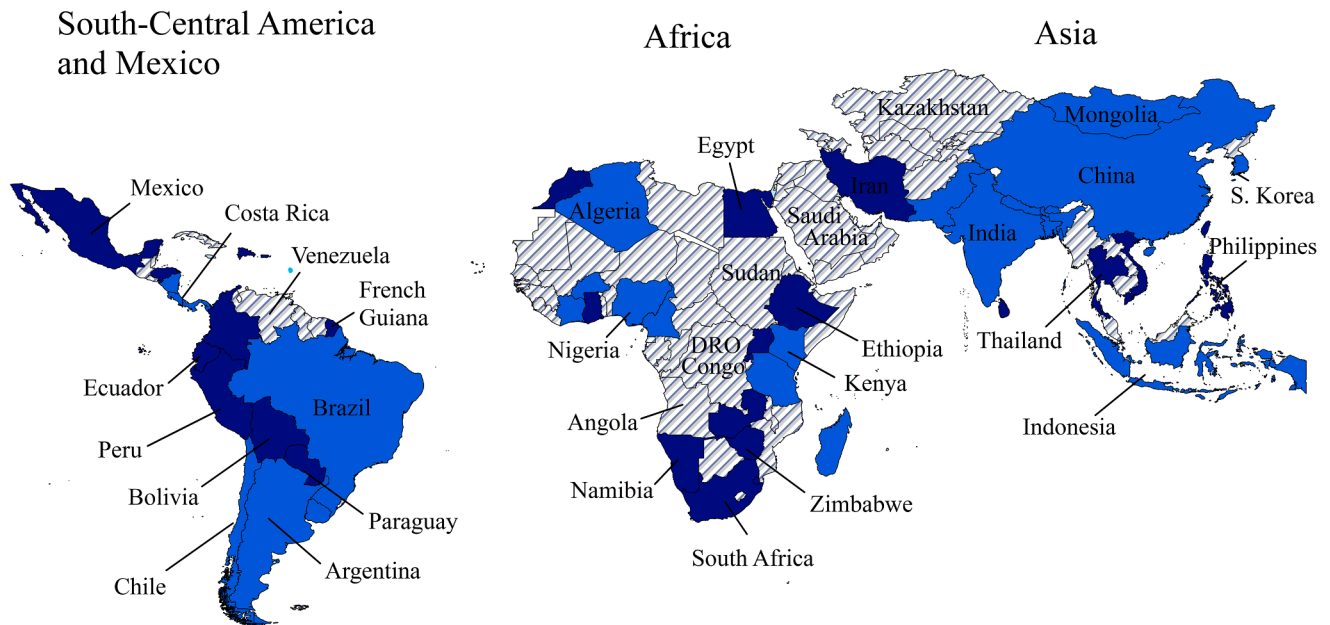 South-Central America
and Mexico
Africa
Asia
Mexico
Costa Rica
Venezuela
French
Guiana
Ecuador
Peru
Brazil
Bolivia
Paraguay
Chile
Argentina
Egypt
Algeria
Sudan
Nigeria
DRO
Congo
Ethiopia
Kenya
Angola
Namibia
Zimbabwe
South Africa
Kazakhstan
Mongolia
Iran
China
S. Korea
Saudi
Arabia
India
Philippines
Thailand
Indonesia